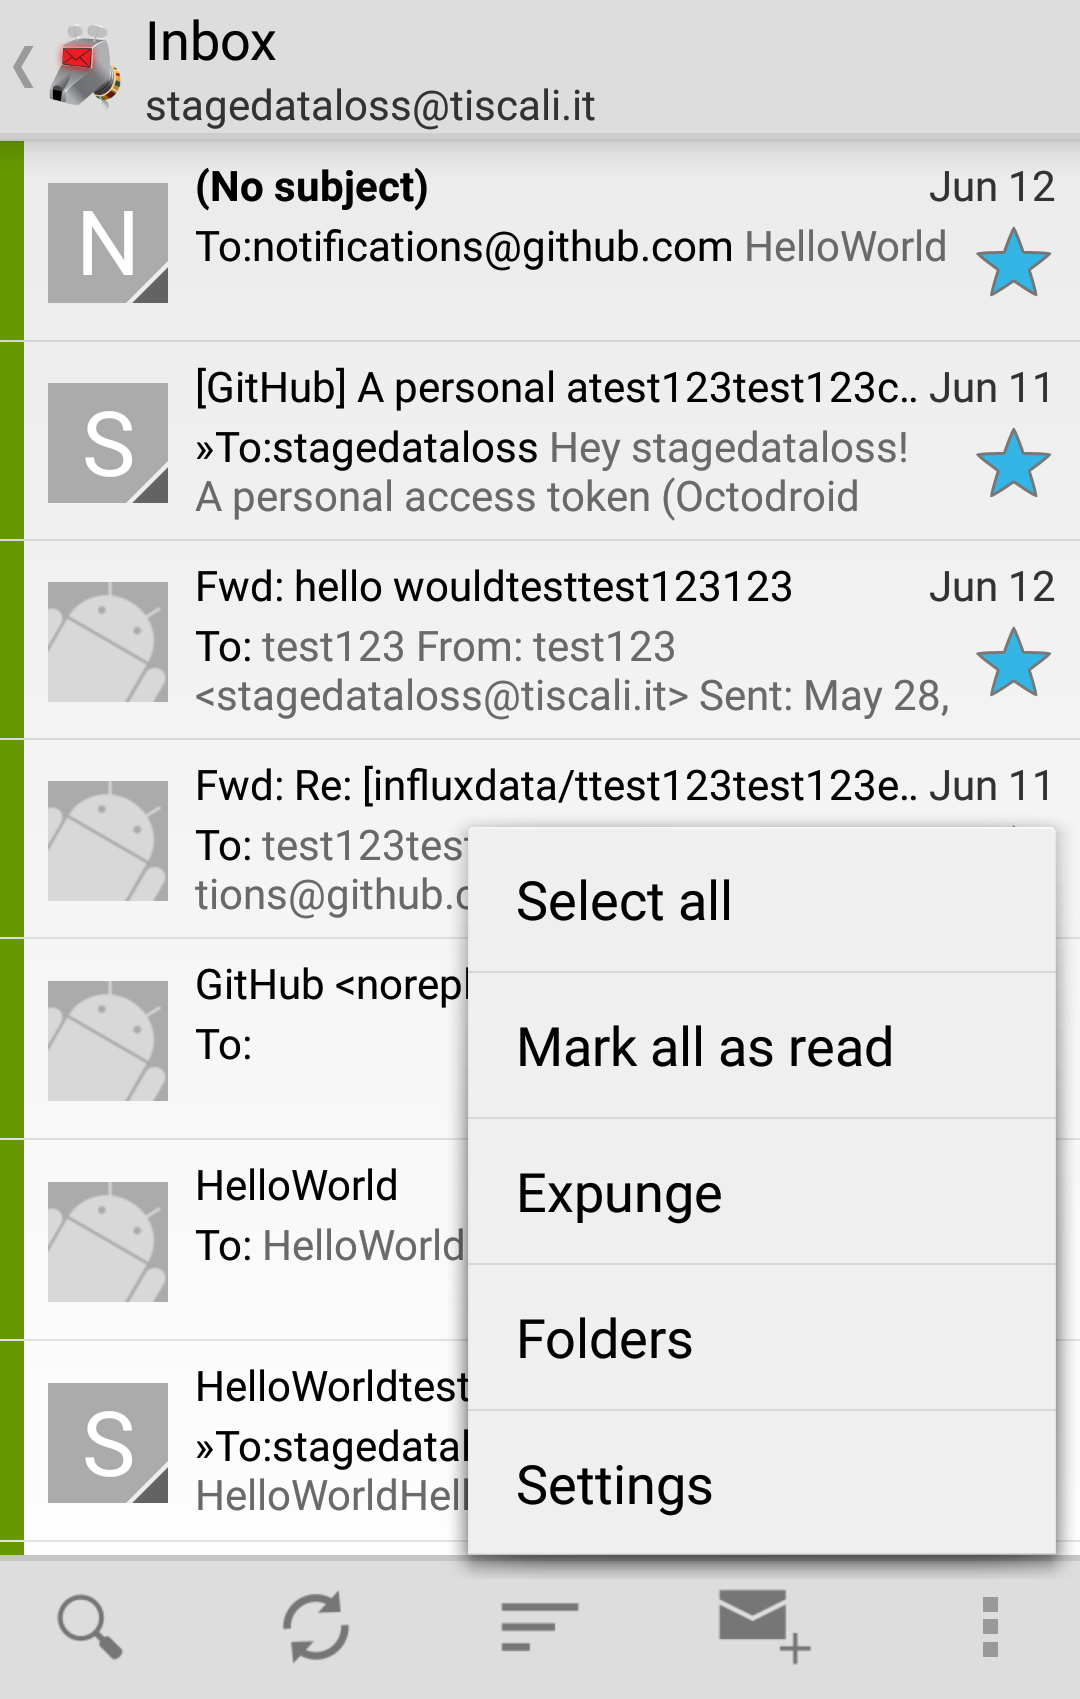 Inbox
stagedataloss@tiscali.it
N
(No subject)
Jun 12
To:notifications@github.com HelloWorld
S
[GitHub] A personal atest123test123c..
Jun 11
»To:stagedataloss Hey stagedataloss!
A personal access token (Octodroid
Fwd: hello wouldtesttest123123
Jun 12
To: test123 From: test123
<stagedataloss@tiscali.it> Sent: May 28,
Fwd: Re: [influxdata/ttest123test123e..
Jun 11
To: test123tes
tions@github.c
GitHub <norepl
To:
HelloWorld
To: HelloWorld
S
HelloWorldtest
»To:stagedatal
HelloWorldHell
Select all
Mark all as read
Expunge
Folders
Settings